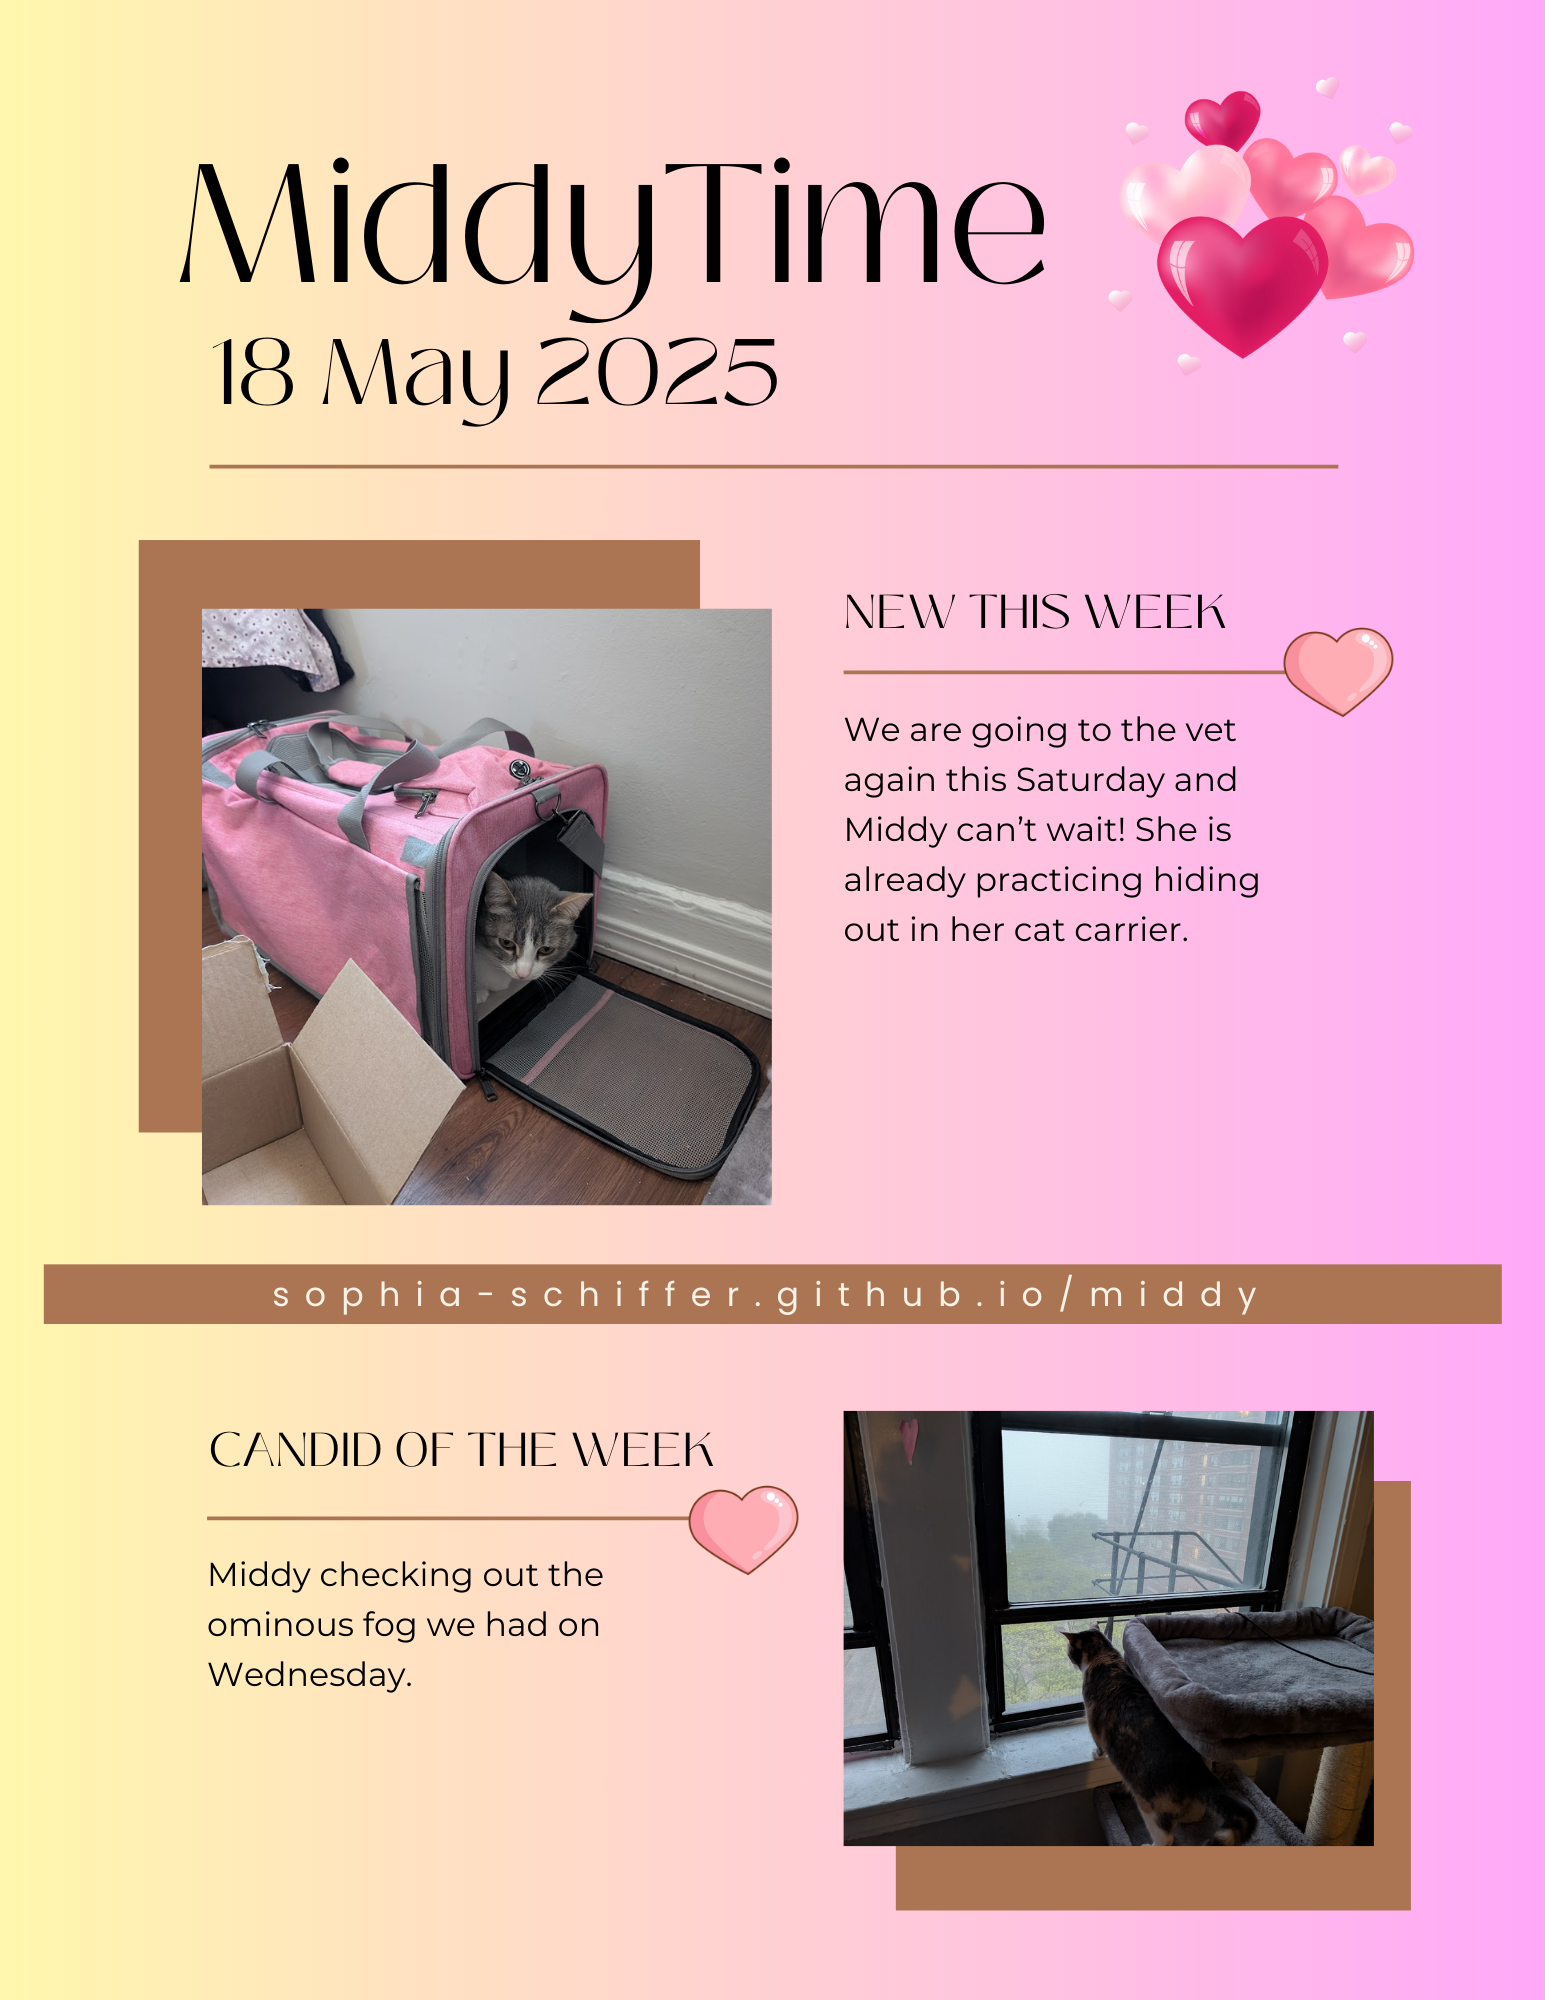 MiddyTime
18 May 2025
NEW THIS WEEK
We are going to the vet
again this Saturday and
Middy can’t wait! She is
already practicing hiding
out in her cat carrier.
sophia-schiffer.github.io/middy
CANDID OF THE WEEK
Middy checking out the
ominous fog we had on
Wednesday.